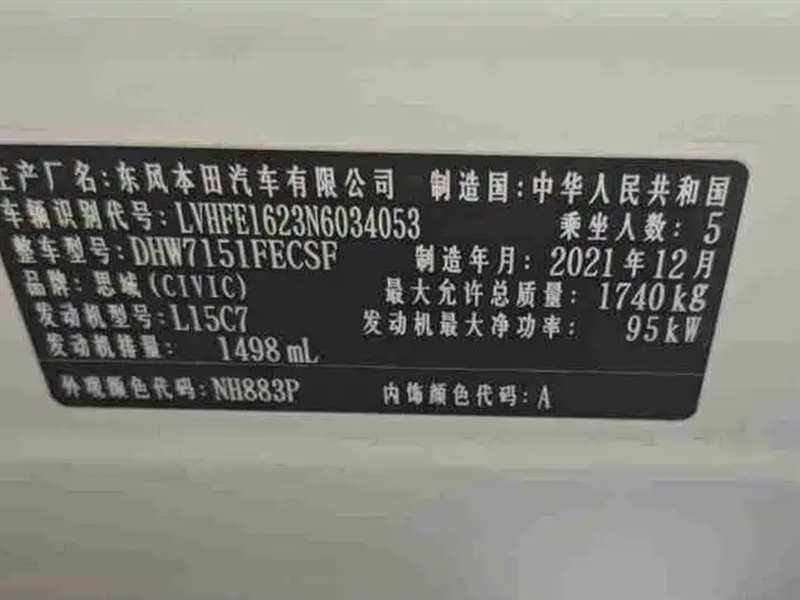 生产厂名:东风本田汽车有限公司 制造国:中华人民共和国
车辆识别代号:LVHFE1623N6034053 乘坐人数:5
整车型号:DHW7151FECSF 制造年月:2021年12月
品牌:思域(CIVIC) 最大允许总质量:1740kg
发动机型号:L15C7 发动机最大净功率:95kW
发动机排量:1498mL
外观颜色代码:NH883P 内饰颜色代码:A